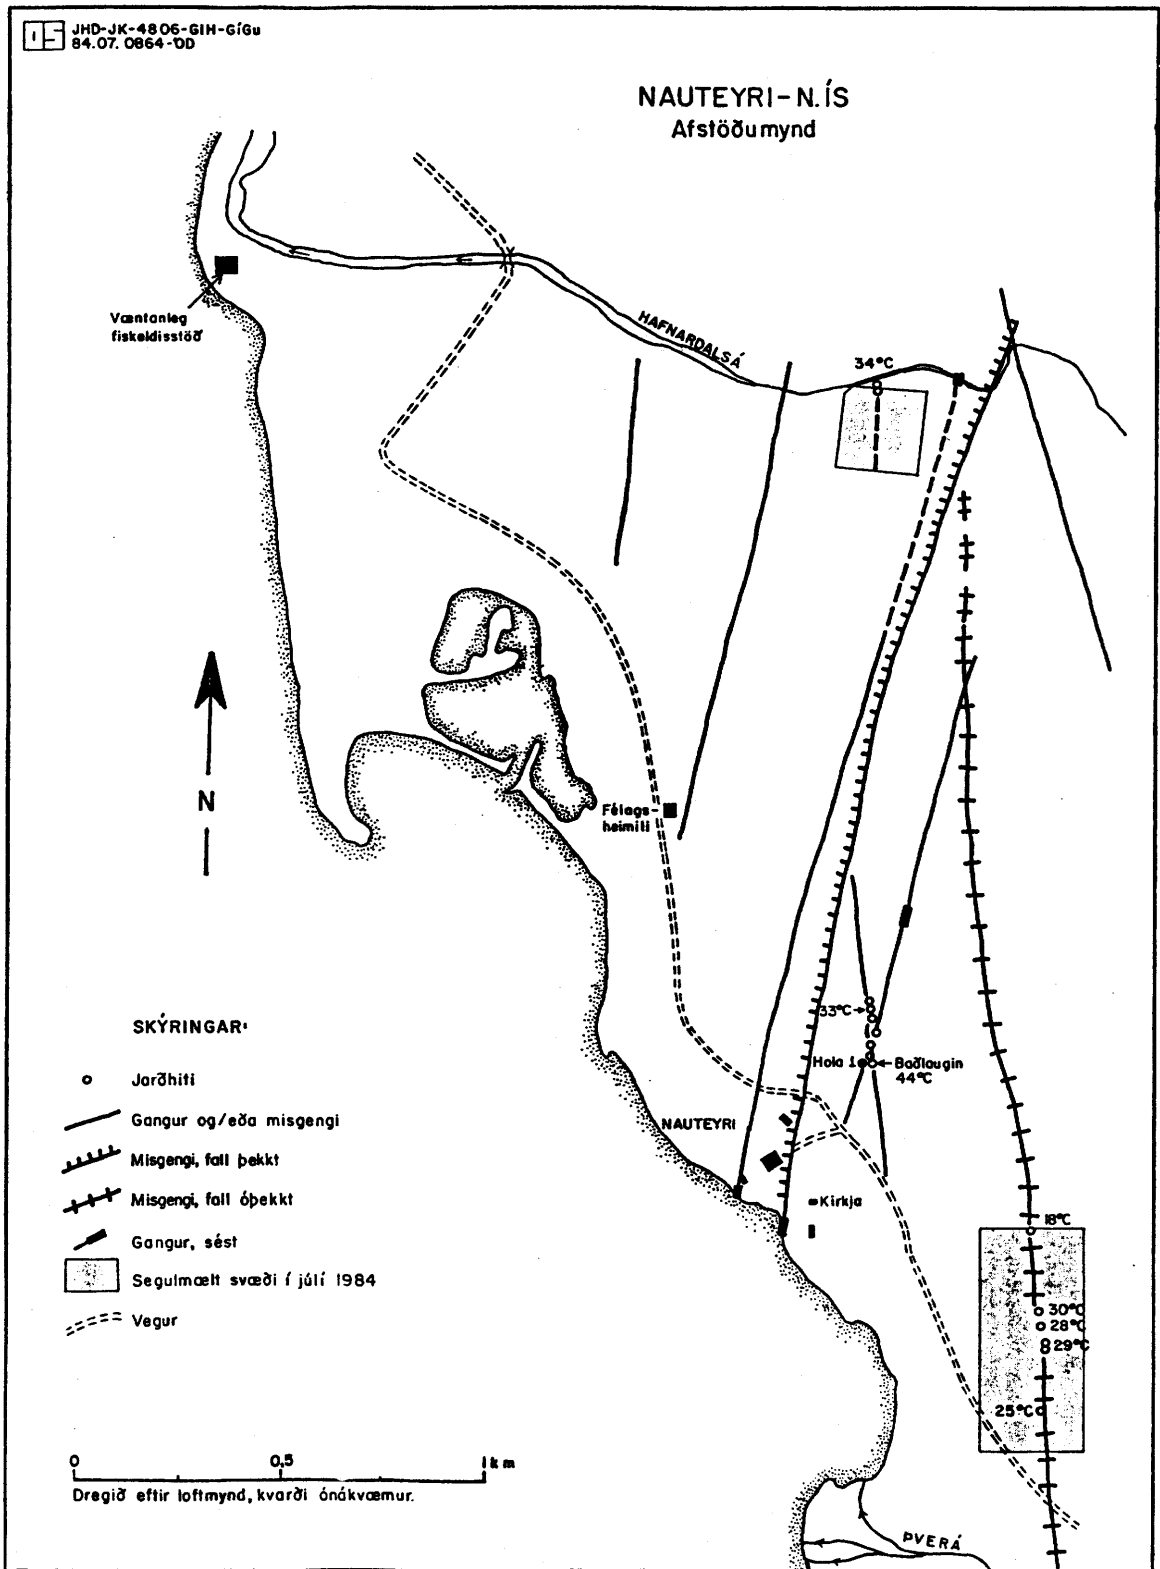 OS JHD-JK-4806-GIH-GíGu
84.07.0864-OD
NAUTEYRI-N.ÍS
Afstöðumynd
Væntanleg
fiskeldisstöð
HAFNARDALSÁ
34°C
N
Félags-
heimili
33°C
Hola 1
Baðlaugin
44°C
NAUTEYRI
Kirkja
18°C
30°C
28°C
29°C
25°C
ÞVERÁ
SKÝRINGAR:
Jarðhiti
Gangur og/eða misgengi
Misgengi, fall þekkt
Misgengi, fall óþekkt
Gangur, sést
Segulmælt svæði í júlí 1984
Vegur
0 0,5 1km
Dregið eftir loftmynd, kvarði ónákvæmur.